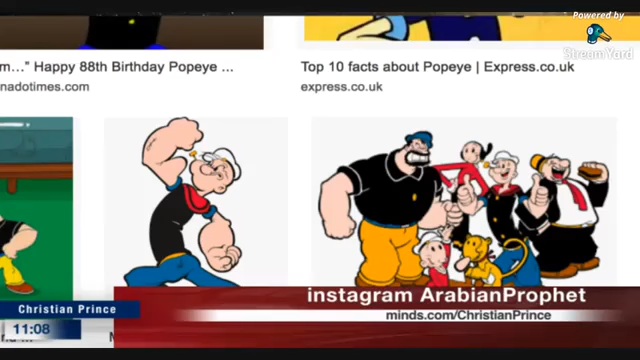 Powered by
StreamYard
m…” Happy 88th Birthday Popeye ...
nadotimes.com
Top 10 facts about Popeye | Express.co.uk
express.co.uk
instagram ArabianProphet
minds.com/ChristianPrince
Christian Prince
11:08